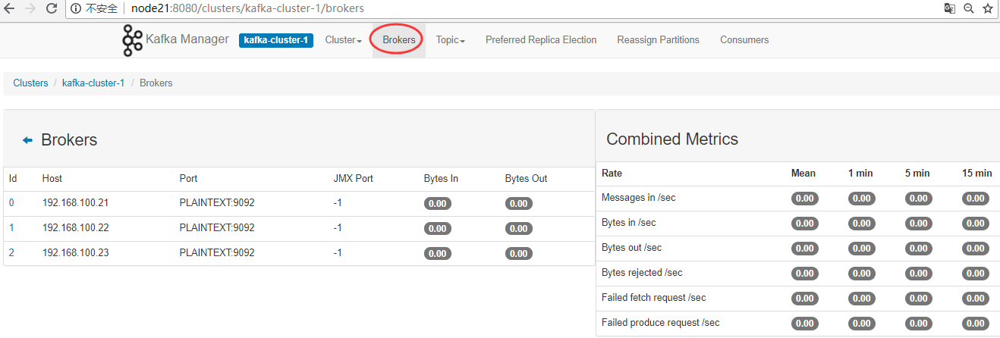 不安全 node21:8080/clusters/kafka-cluster-1/brokers
Kafka Manager kafka-cluster-1 Cluster Brokers Topic Preferred Replica Election Reassign Partitions Consumers
Clusters / kafka-cluster-1 / Brokers
Brokers
Id Host Port JMX Port Bytes In Bytes Out
0 192.168.100.21 PLAINTEXT:9092 -1 0.00 0.00
1 192.168.100.22 PLAINTEXT:9092 -1 0.00 0.00
2 192.168.100.23 PLAINTEXT:9092 -1 0.00 0.00
Combined Metrics
Rate Mean 1 min 5 min 15 min
Messages in /sec 0.00 0.00 0.00 0.00
Bytes in /sec 0.00 0.00 0.00 0.00
Bytes out /sec 0.00 0.00 0.00 0.00
Bytes rejected /sec 0.00 0.00 0.00 0.00
Failed fetch request /sec 0.00 0.00 0.00 0.00
Failed produce request /sec 0.00 0.00 0.00 0.00